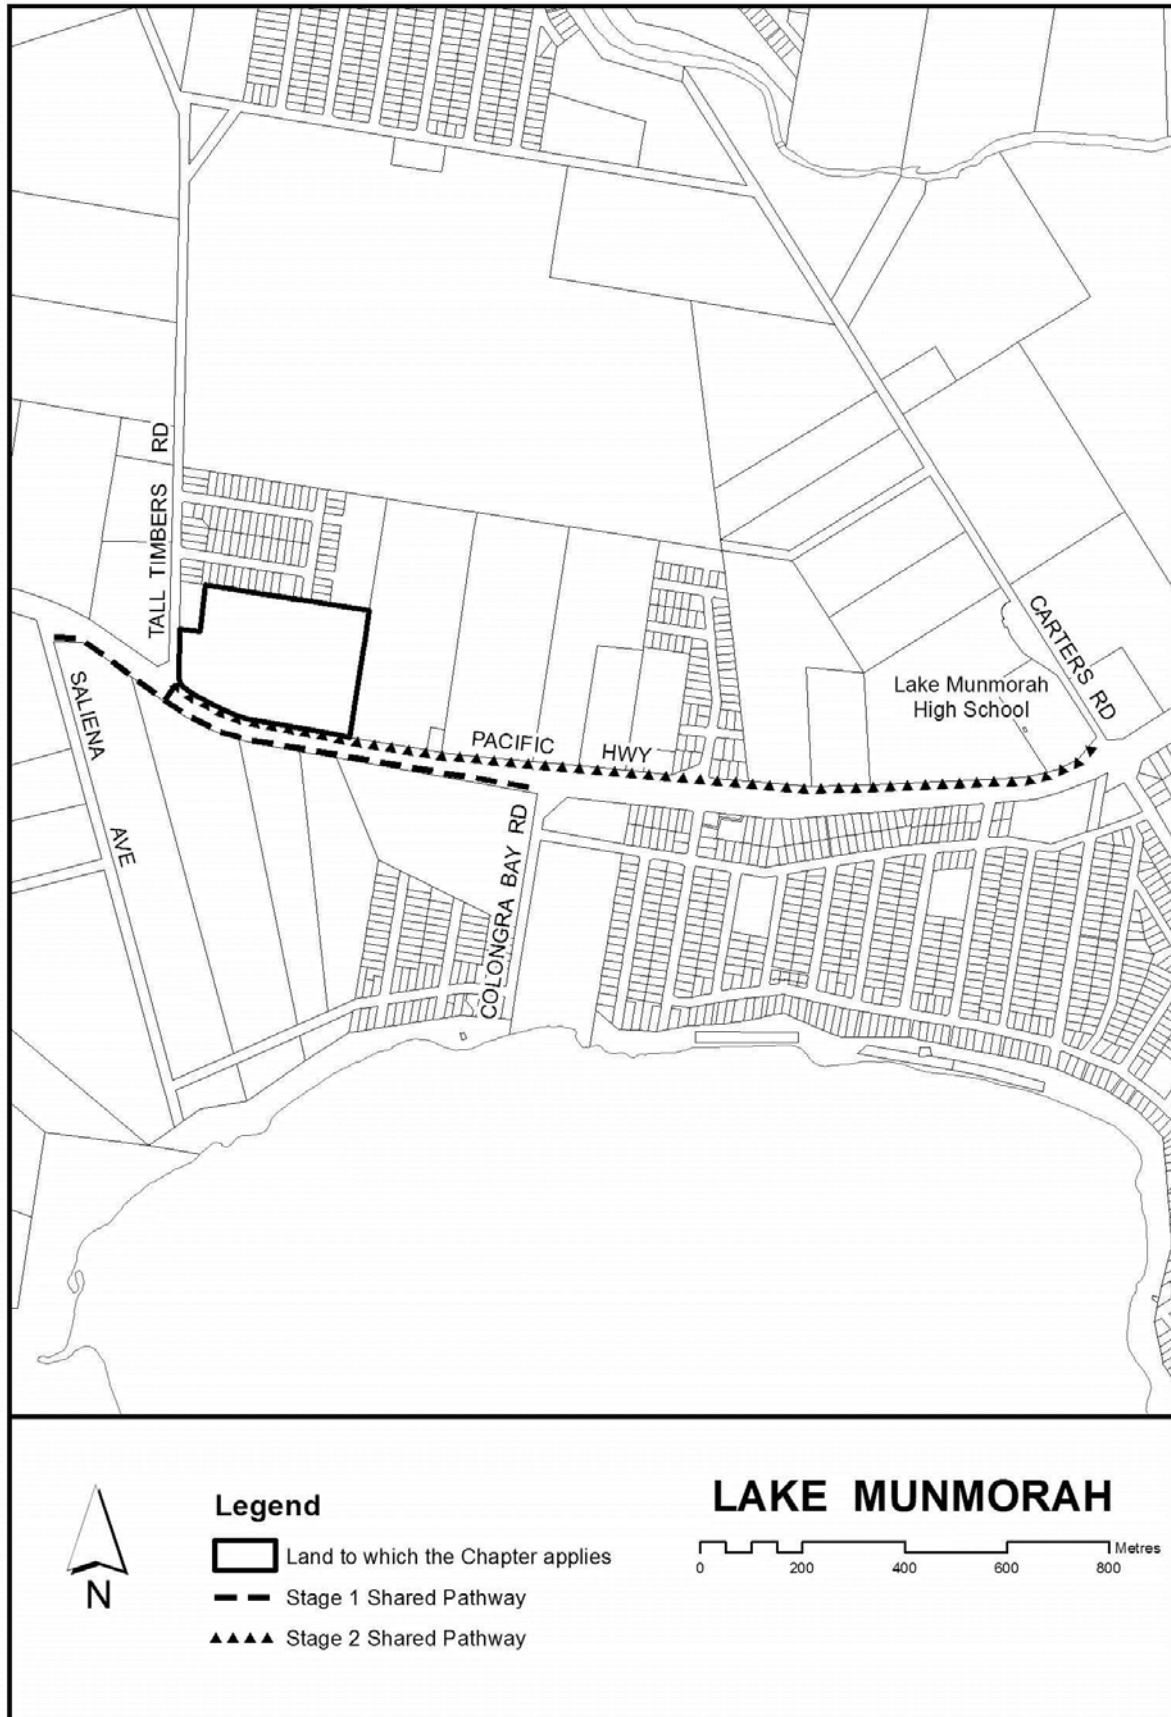 TALL TIMBERS RD
SALIENA AVE
PACIFIC HWY
COLONGRA BAY RD
CARTERS RD
Lake Munmorah
High School
N
Legend
Land to which the Chapter applies
Stage 1 Shared Pathway
Stage 2 Shared Pathway
LAKE MUNMORAH
Metres
0 200 400 600 800